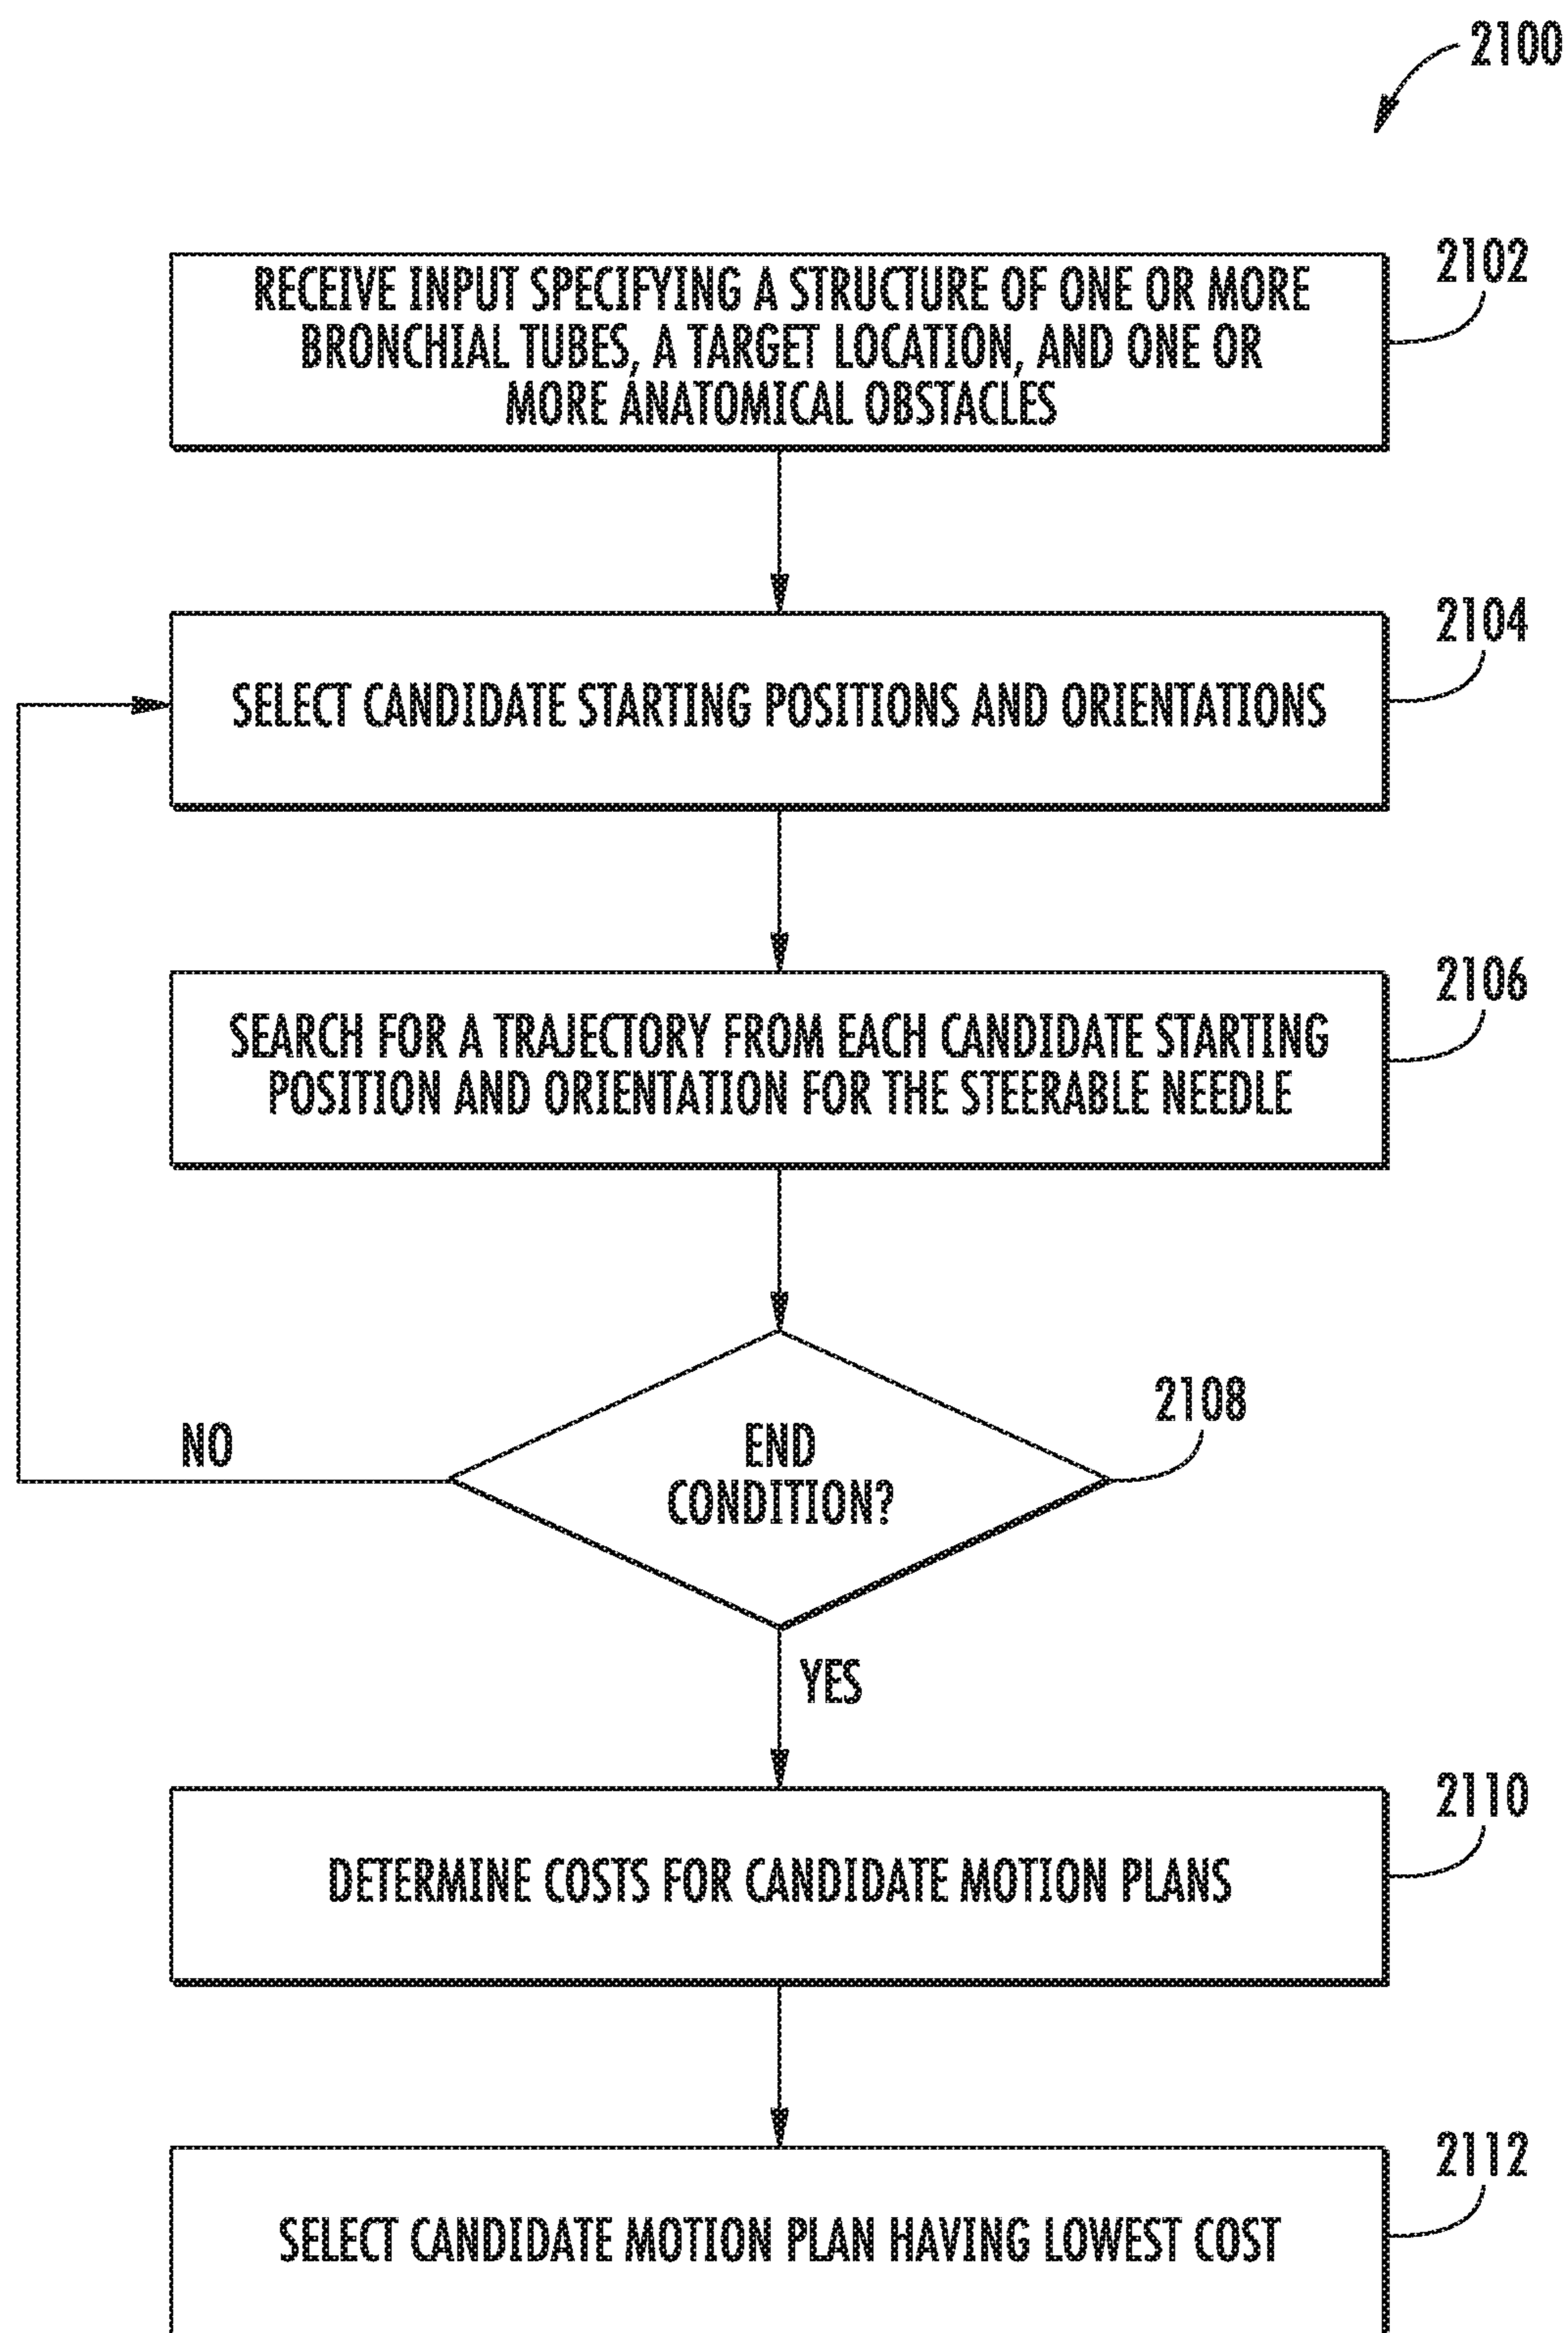 2100
RECEIVE INPUT SPECIFYING A STRUCTURE OF ONE OR MORE
BRONCHIAL TUBES, A TARGET LOCATION, AND ONE OR
MORE ANATOMICAL OBSTACLES
2102
SELECT CANDIDATE STARTING POSITIONS AND ORIENTATIONS
2104
SEARCH FOR A TRAJECTORY FROM EACH CANDIDATE STARTING
POSITION AND ORIENTATION FOR THE STEERABLE NEEDLE
2106
END
CONDITION?
2108
NO
YES
DETERMINE COSTS FOR CANDIDATE MOTION PLANS
2110
SELECT CANDIDATE MOTION PLAN HAVING LOWEST COST
2112